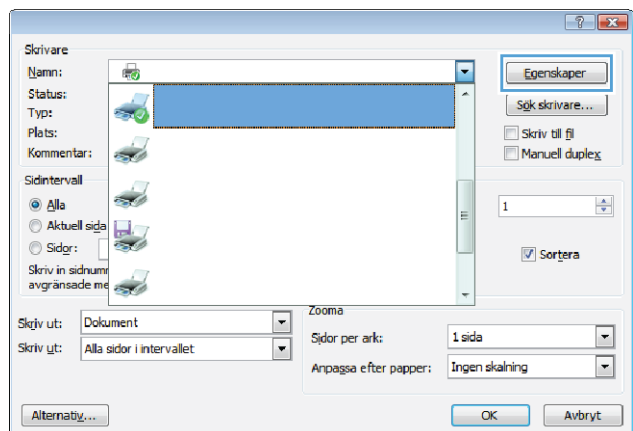 Skrivare
Namn:
Egenskaper
Status:
Sök skrivare...
Typ:
Plats:
Skriv till fil
Kommentar:
Manuell duplex
Sidintervall
Alla
1
Aktuell sida
Sidor:
Sortera
Skriv in sidnumr
avgränsade me
Zooma
Skriv ut: Dokument
Sidor per ark: 1 sida
Skriv ut: Alla sidor i intervallet
Anpassa efter papper: Ingen skalning
Alternativ...
OK
Avbryt